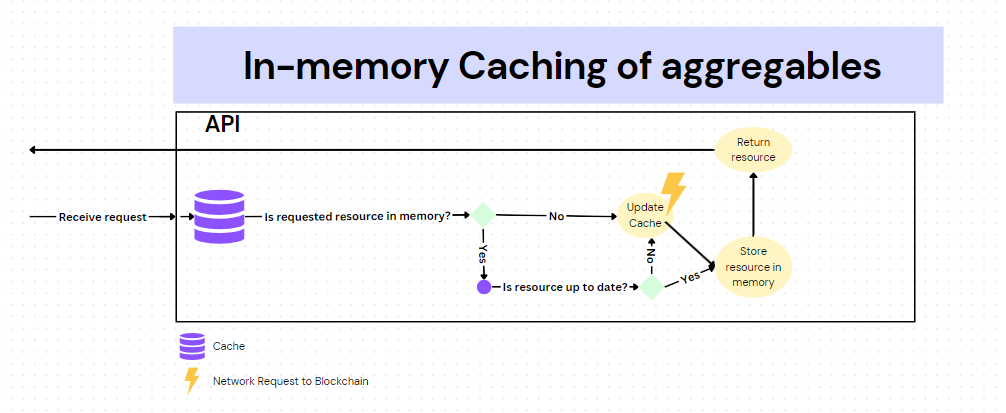 In-memory Caching of aggregables
API
Return
resource
Receive request
Is requested resource in memory?
No
Update
Cache
Yes
No
Store
resource in
memory
Is resource up to date?
Yes
Cache
Network Request to Blockchain